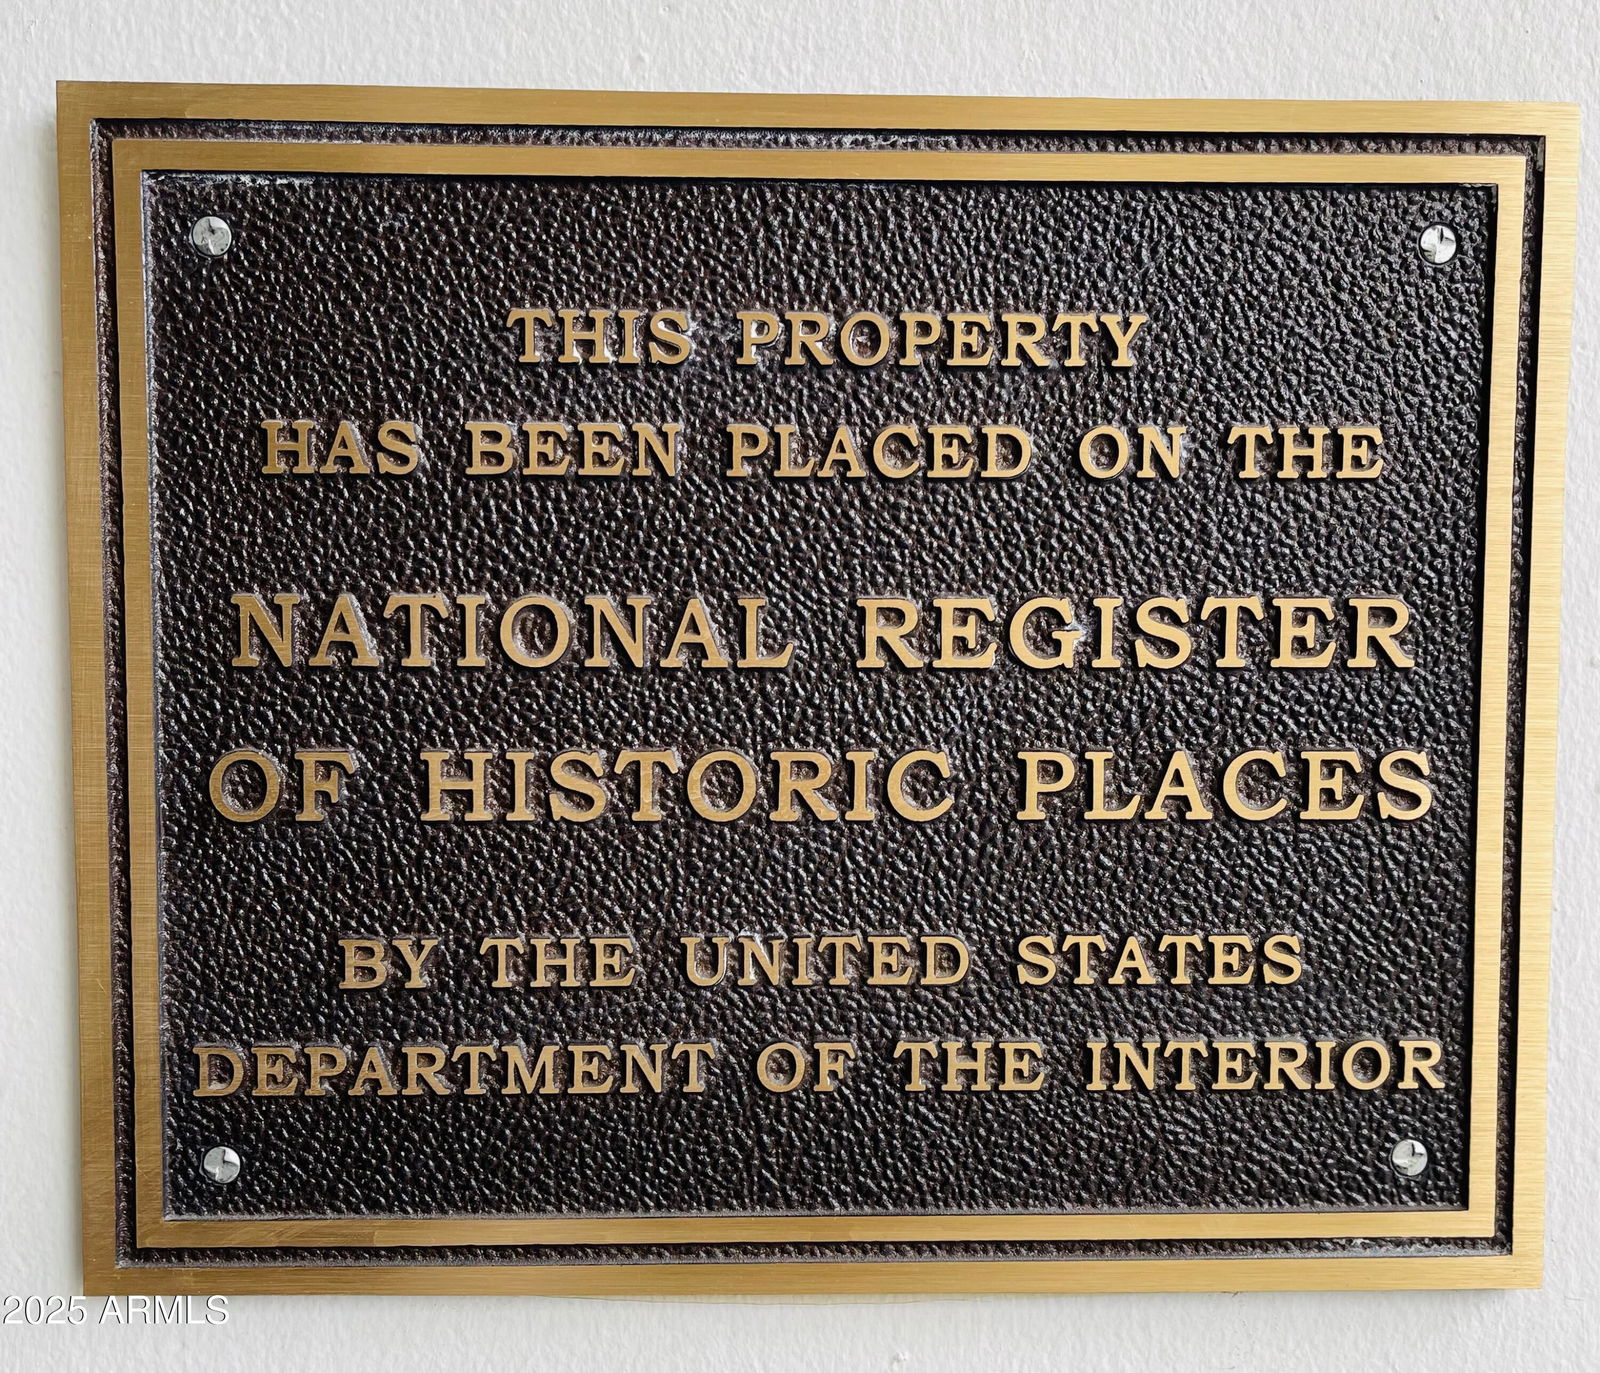 THIS PROPERTY
HAS BEEN PLACED ON THE
NATIONAL REGISTER
OF HISTORIC PLACES
BY THE UNITED STATES
DEPARTMENT OF THE INTERIOR
2025 ARMLS